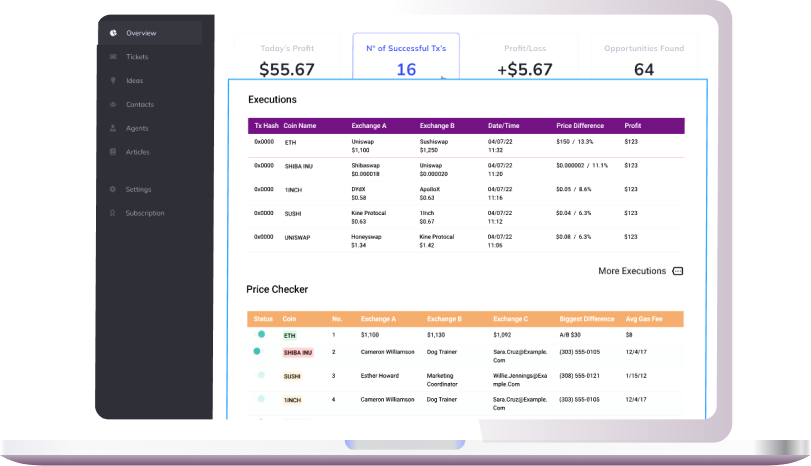 Overview
Tickets
Ideas
Contacts
Agents
Articles
Settings
Subscription
Today's Profit
$55.67
N° of Successful Tx's
16
Profit/Loss
+$5.67
Opportunities Found
64
Executions
Tx Hash Coin Name Exchange A Exchange B Date/Time Price Difference Profit
0x0000 ETH Uniswap Sushiswap 04/07/22 $150 / 13.3% $123
$1,100 $1,250 11:32
0x0000 SHIBA INU Shibaswap Uniswap 04/07/22 $0.000002 / 11.1% $123
$0.000018 $0.000020 11:20
0x0000 1INCH DYdX ApolloX 04/07/22 $0.05 / 8.6% $123
$0.58 $0.63 11:16
0x0000 SUSHI Kine Protocal 1Inch 04/07/22 $0.04 / 6.3% $123
$0.63 $0.67 11:12
0x0000 UNISWAP Honeyswap Kine Protocal 04/07/22 $0.08 / 6.3% $123
$1.34 $1.42 11:06
More Executions
Price Checker
Status Coin No. Exchange A Exchange B Exchange C Biggest Difference Avg Gas Fee
ETH 1 $1,100 $1,130 $1,092 A/B $30 $8
SHIBA INU 2 Cameron Williamson Dog Trainer Sara.Cruz@Example. (303) 555-0105 12/4/17
Com
SUSHI 3 Esther Howard Marketing Willie.Jennings@Exa (308) 555-0121 1/15/12
Coordinator mple.Com
1INCH 4 Cameron Williamson Dog Trainer Sara.Cruz@Example. (303) 555-0105 12/4/17
Com